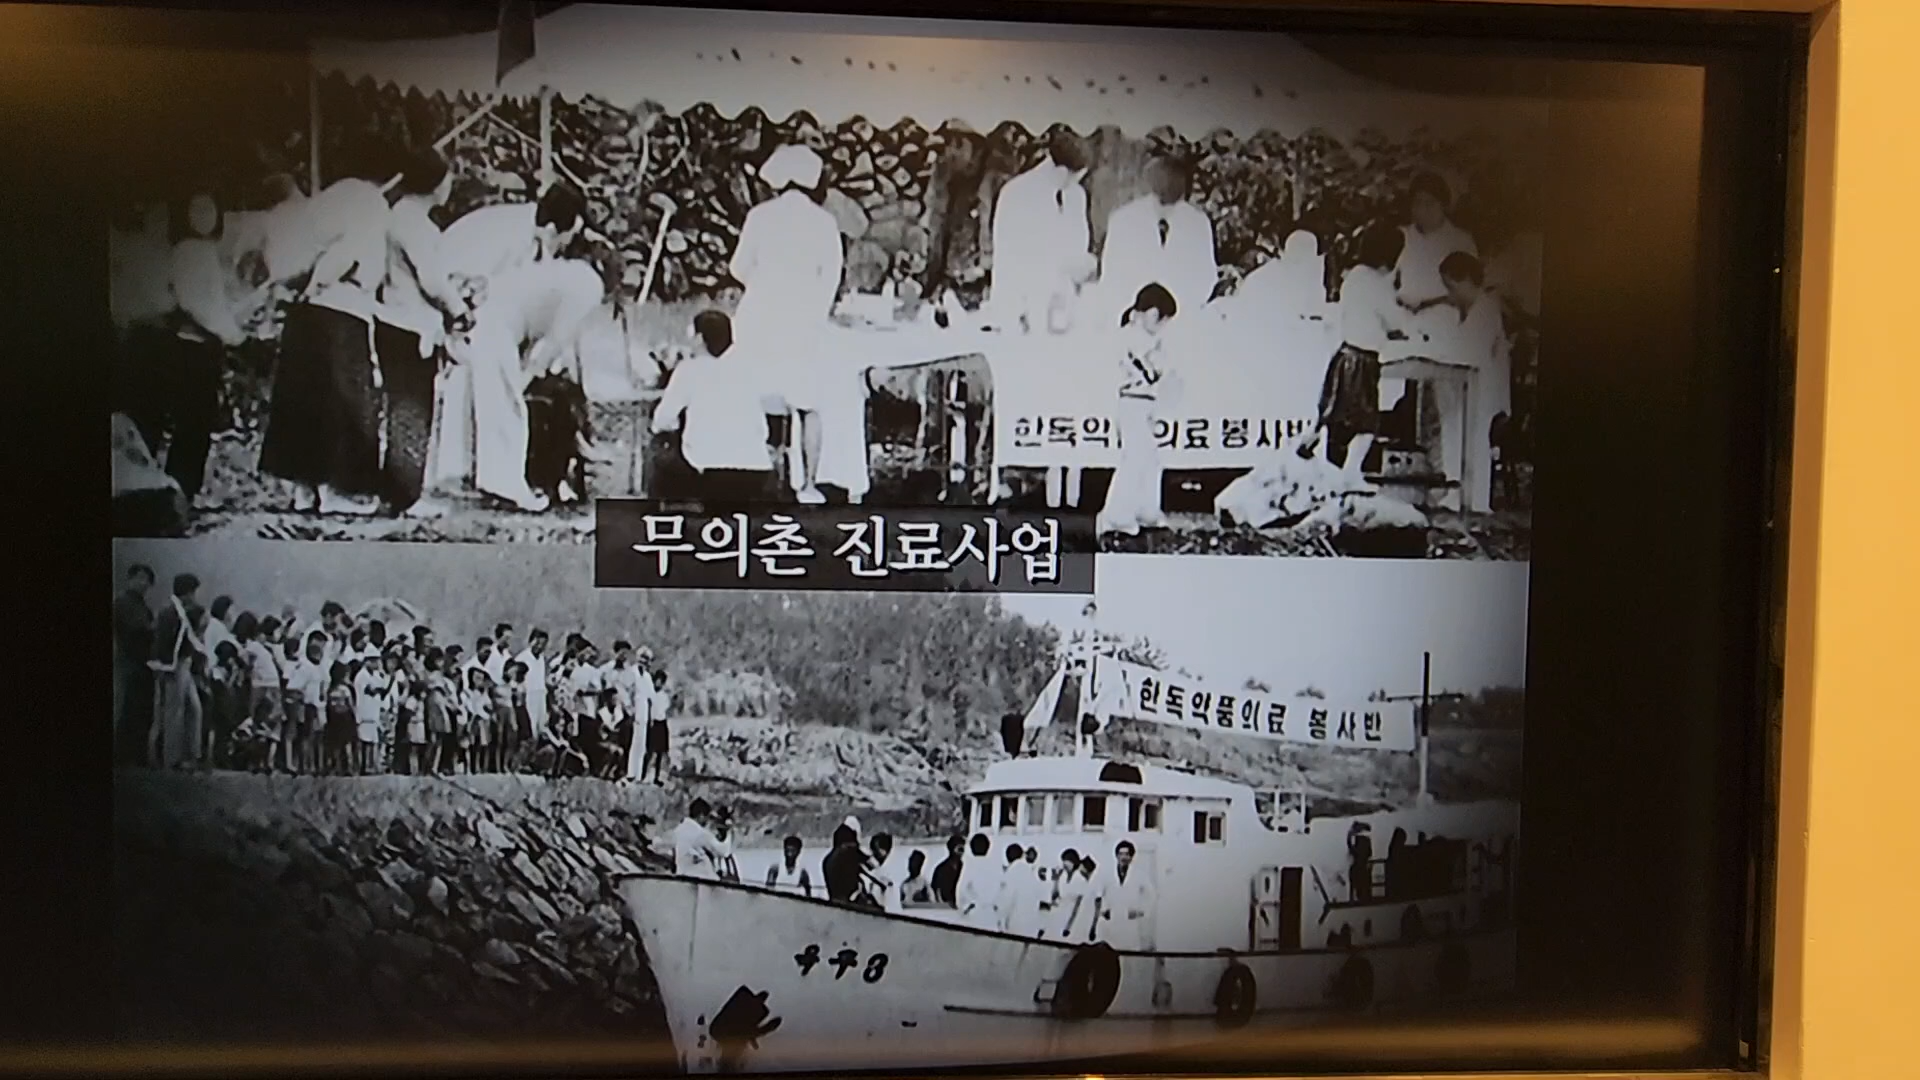 한독약 의료봉사반
무의촌 진료사업
한독약품의료 봉사반